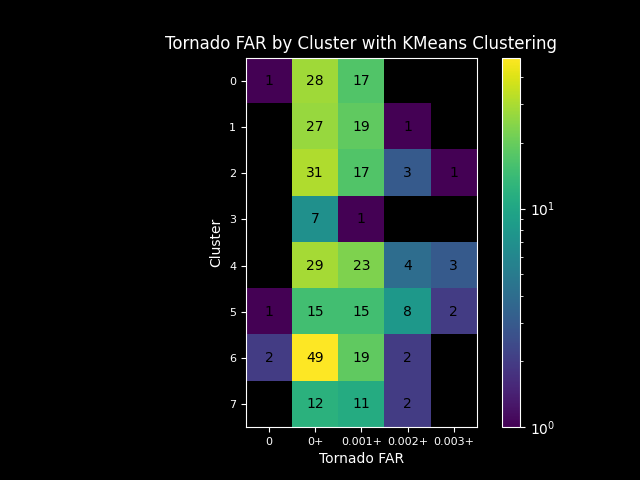 Tornado FAR by Cluster with KMeans Clustering
Cluster
0 1 28 17
1 27 19 1
2 31 17 3 1
3 7 1
4 29 23 4 3
5 1 15 15 8 2
6 2 49 19 2
7 12 11 2
0 0+ 0.001+ 0.002+ 0.003+
Tornado FAR
10¹
10⁰